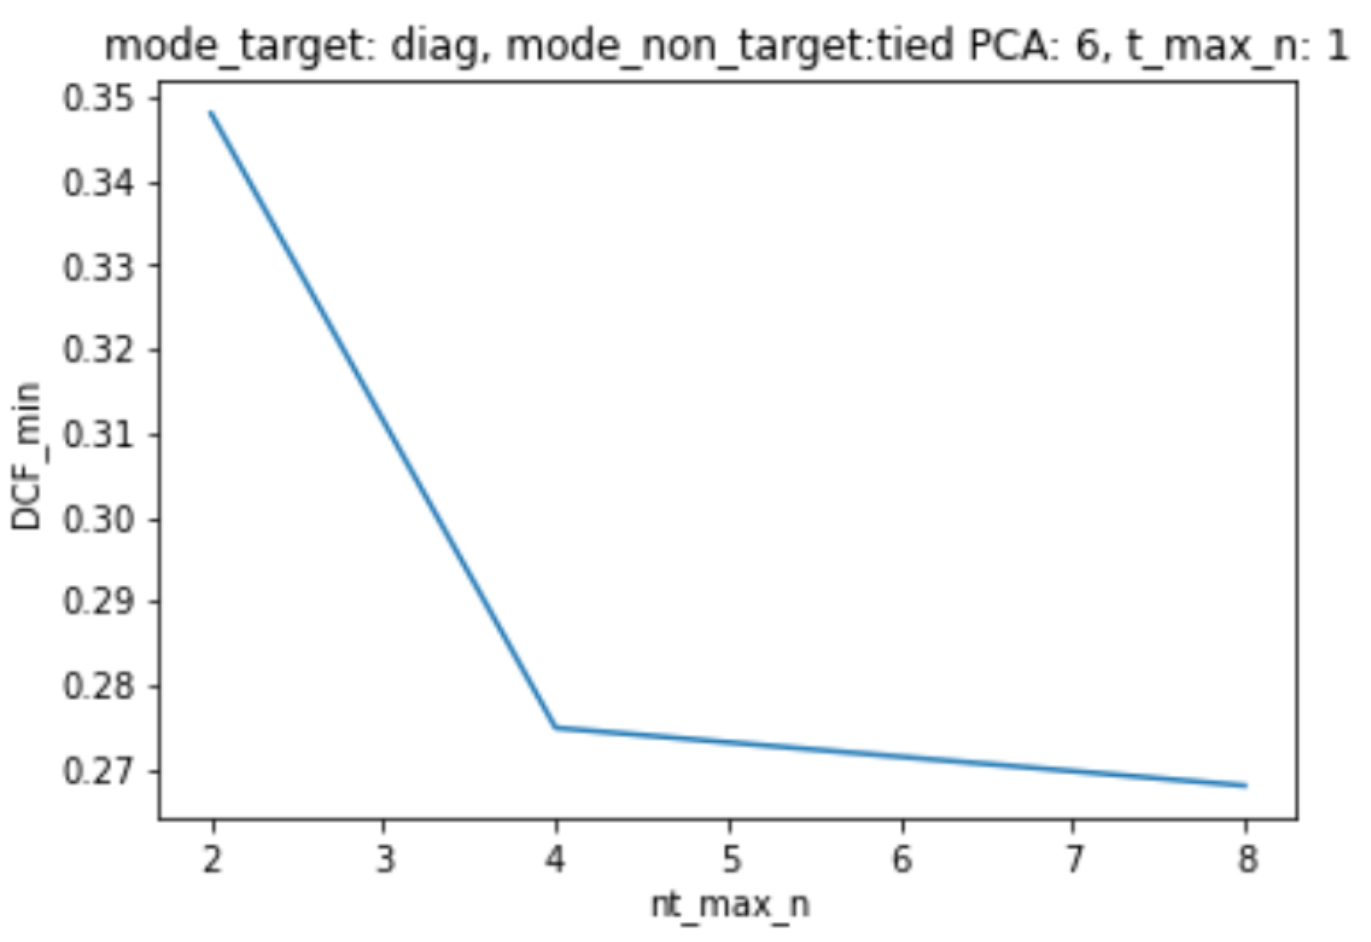 mode_target: diag, mode_non_target:tied PCA: 6, t_max_n: 1
0.35
0.34
0.33
0.32
0.31
0.30
0.29
0.28
0.27
DCF_min
2 3 4 5 6 7 8
nt_max_n